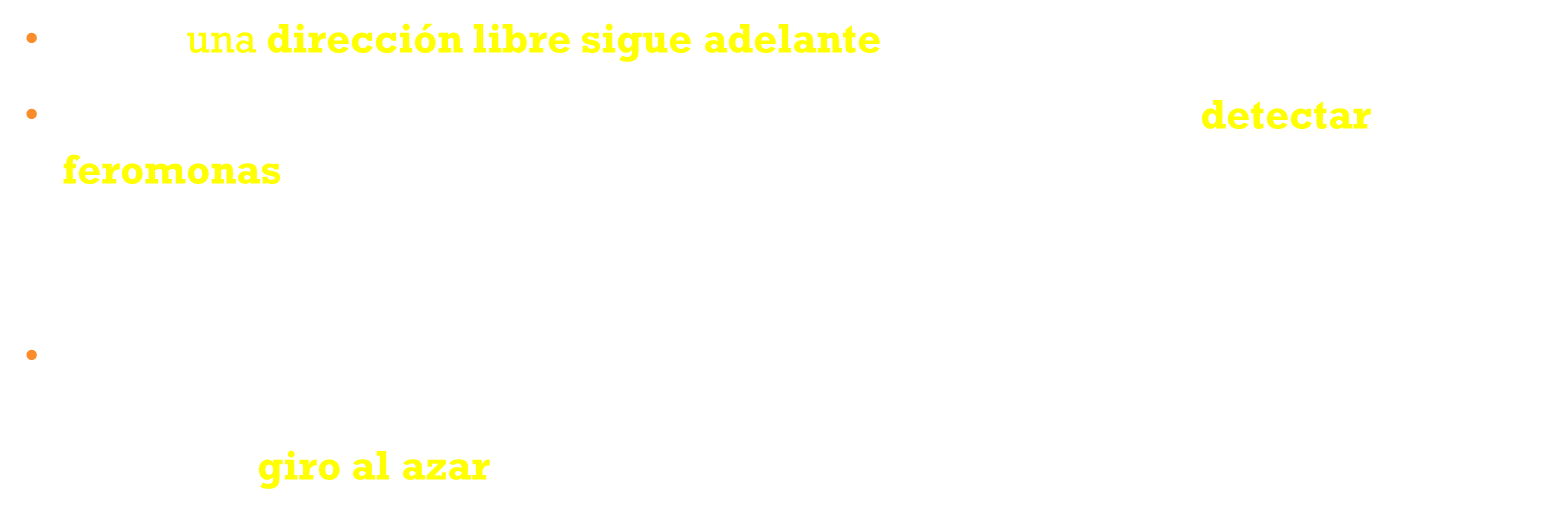 • una dirección libre sigue adelante
• detectar
feromonas
•
giro al azar